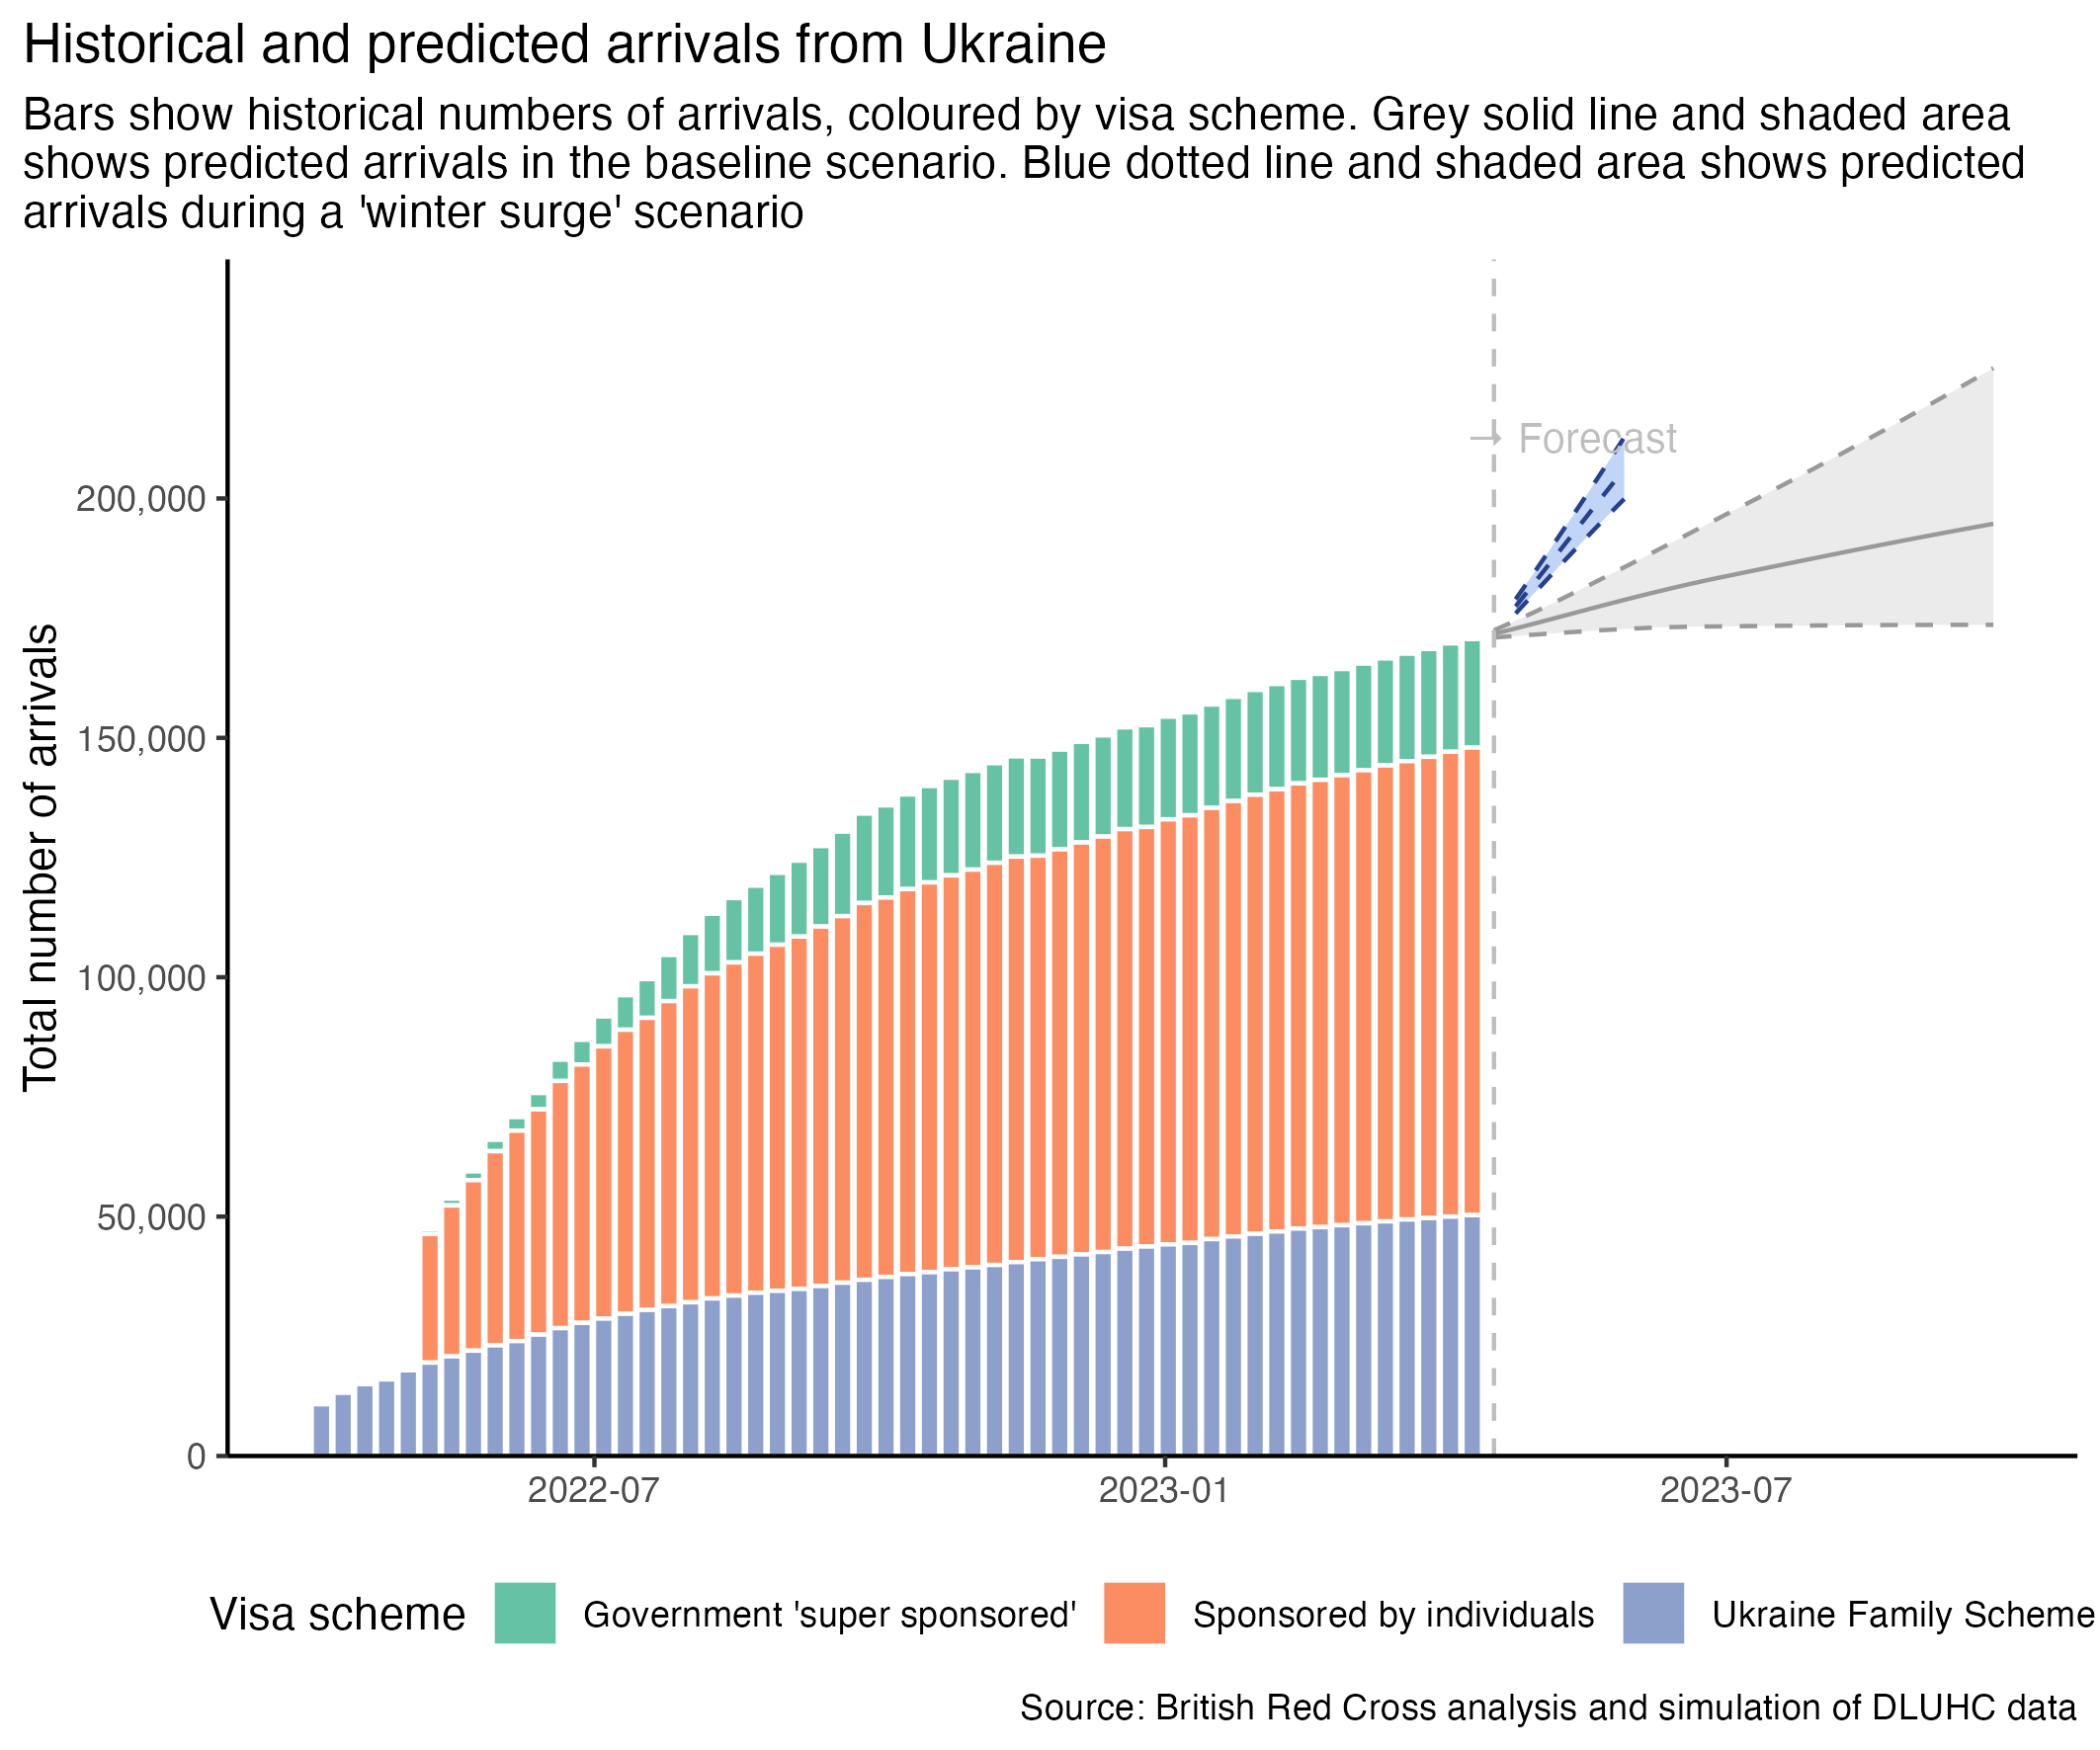 Historical and predicted arrivals from Ukraine
Bars show historical numbers of arrivals, coloured by visa scheme. Grey solid line and shaded area
shows predicted arrivals in the baseline scenario. Blue dotted line and shaded area shows predicted
arrivals during a 'winter surge' scenario
Total number of arrivals
200,000
150,000
100,000
50,000
0
Forecast
2022-07
2023-01
2023-07
Visa scheme
Government 'super sponsored'
Sponsored by individuals
Ukraine Family Scheme
Source: British Red Cross analysis and simulation of DLUHC data